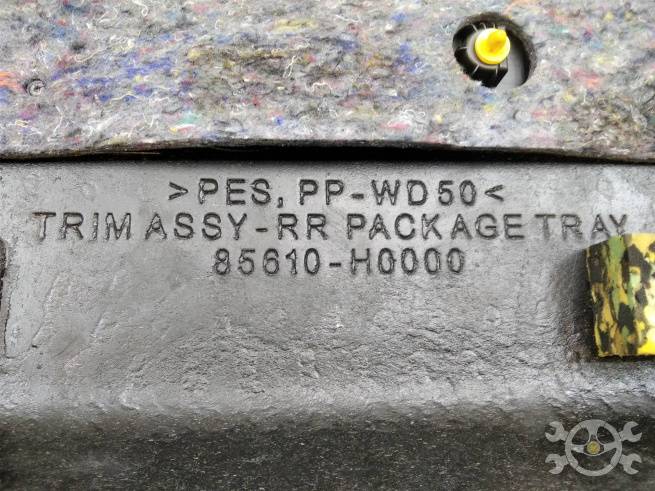 >PES, PP-WD50<
TRIM ASSY-RR PACKAGE TRAY
85610-H0000